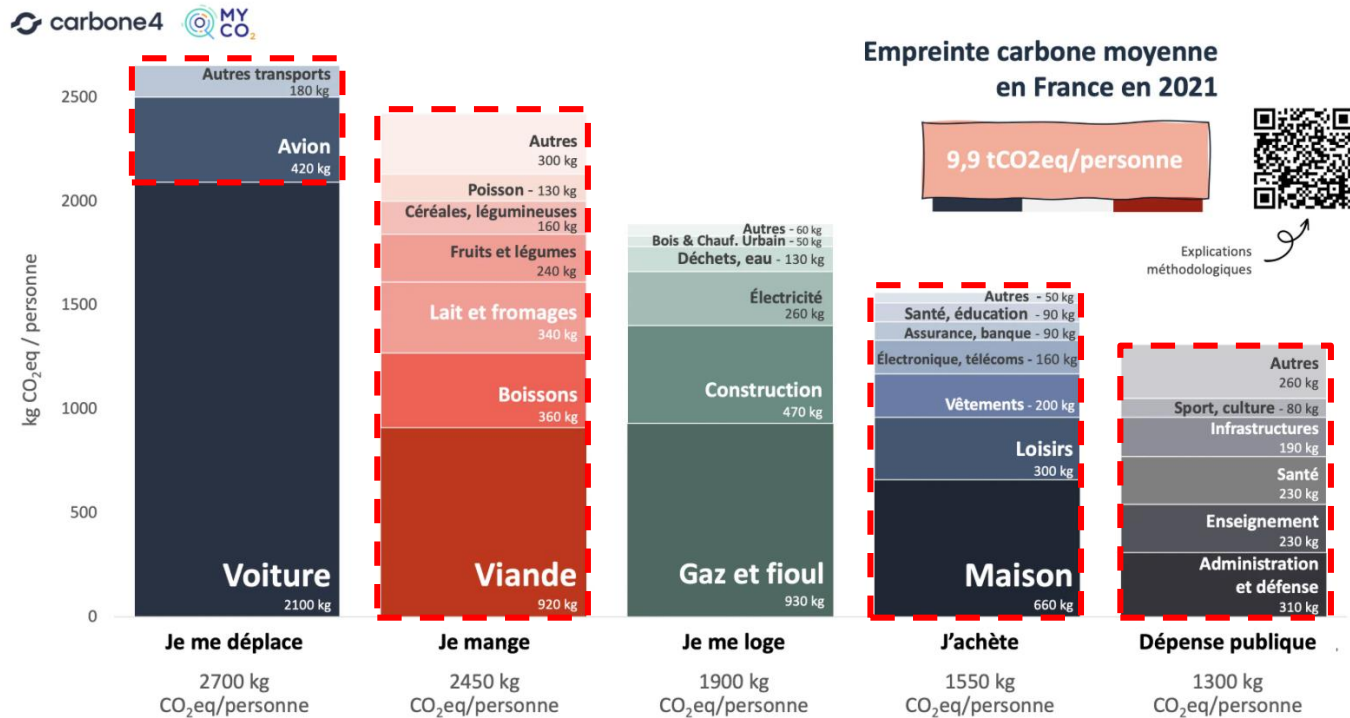 carbone4
MY
CO₂
Empreinte carbone moyenne
en France en 2021
9,9 tCO2eq/personne
Explications
méthodologiques
kg CO₂eq / personne
2500
2000
1500
1000
500
0
Autres transports
180 kg
Avion
420 kg
Voiture
2100 kg
Autres
300 kg
Poisson - 130 kg
Céréales, légumineuses
160 kg
Fruits et légumes
240 kg
Lait et fromages
340 kg
Boissons
360 kg
Viande
920 kg
Autres - 60 kg
Bois & Chauf. Urbain - 50 kg
Déchets, eau - 130 kg
Électricité
260 kg
Construction
470 kg
Gaz et fioul
930 kg
Autres - 50 kg
Santé, éducation - 90 kg
Assurance, banque - 90 kg
Électronique, télécoms - 160 kg
Vêtements - 200 kg
Loisirs
300 kg
Maison
660 kg
Autres
260 kg
Sport, culture - 80 kg
Infrastructures
190 kg
Santé
230 kg
Enseignement
230 kg
Administration
et défense
310 kg
Je me déplace
2700 kg
CO₂eq/personne
Je mange
2450 kg
CO₂eq/personne
Je me loge
1900 kg
CO₂eq/personne
J'achète
1550 kg
CO₂eq/personne
Dépense publique
1300 kg
CO₂eq/personne